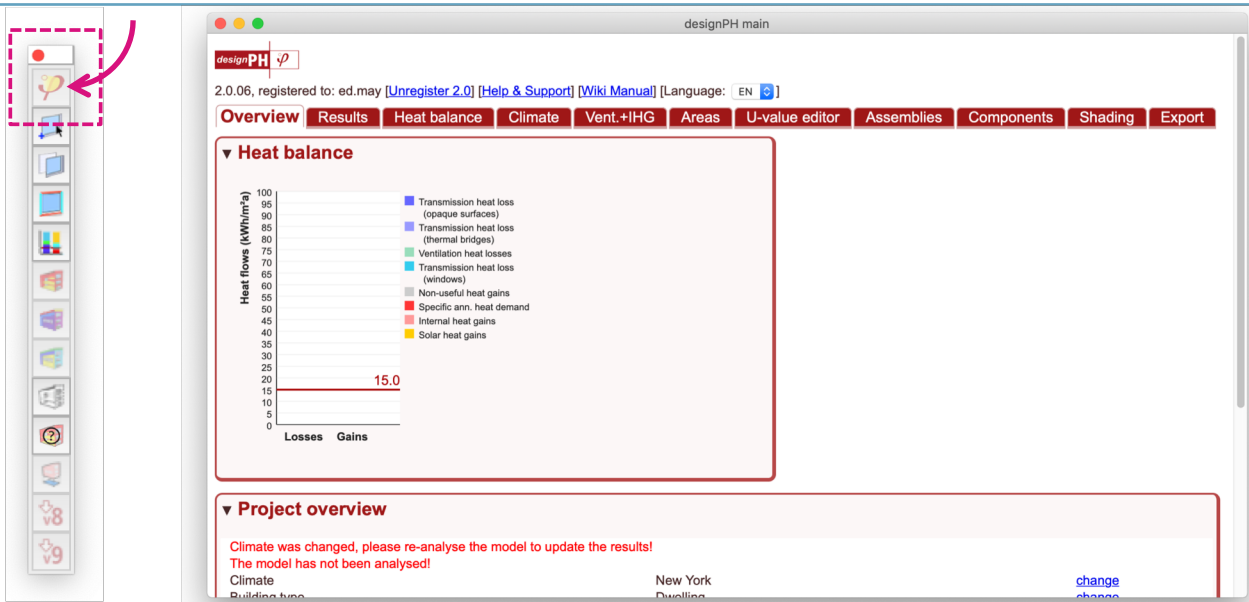 designPH main
designPH φ
2.0.06, registered to: ed.may [Unregister 2.0] [Help & Support] [Wiki Manual] [Language: EN ]
Overview Results Heat balance Climate Vent.+IHG Areas U-value editor Assemblies Components Shading Export
▼ Heat balance
Heat flows (kWh/m²a)
100
95
90
85
80
75
70
65
60
55
50
45
40
35
30
25
20
15
10
5
0
15.0
Losses Gains
Transmission heat loss
(opaque surfaces)
Transmission heat loss
(thermal bridges)
Ventilation heat losses
Transmission heat loss
(windows)
Non-useful heat gains
Specific ann. heat demand
Internal heat gains
Solar heat gains
▼ Project overview
Climate was changed, please re-analyse the model to update the results!
The model has not been analysed!
Climate New York change
Building type Dwelling change
φ
?
v8
v9